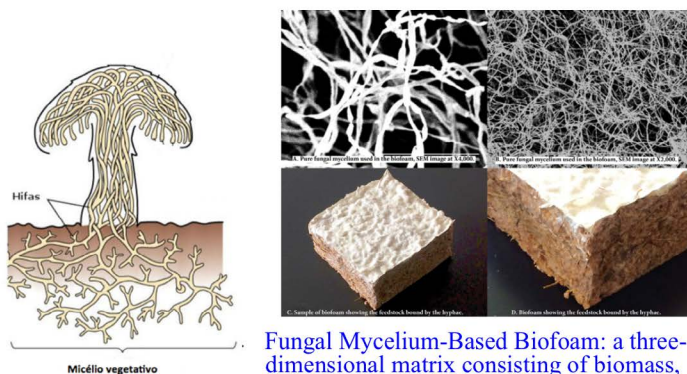 Hifas
Micélio vegetativo
A. Pure fungal mycelium used in the biofoam, SEM image at X4,000.
B. Pure fungal mycelium used in the biofoam, SEM image at X2,000.
C. Sample of biofoam showing the feedstock bound by the hyphae.
D. Biofoam showing the feedstock bound by the hyphae.
Fungal Mycelium-Based Biofoam: a three-
dimensional matrix consisting of biomass,